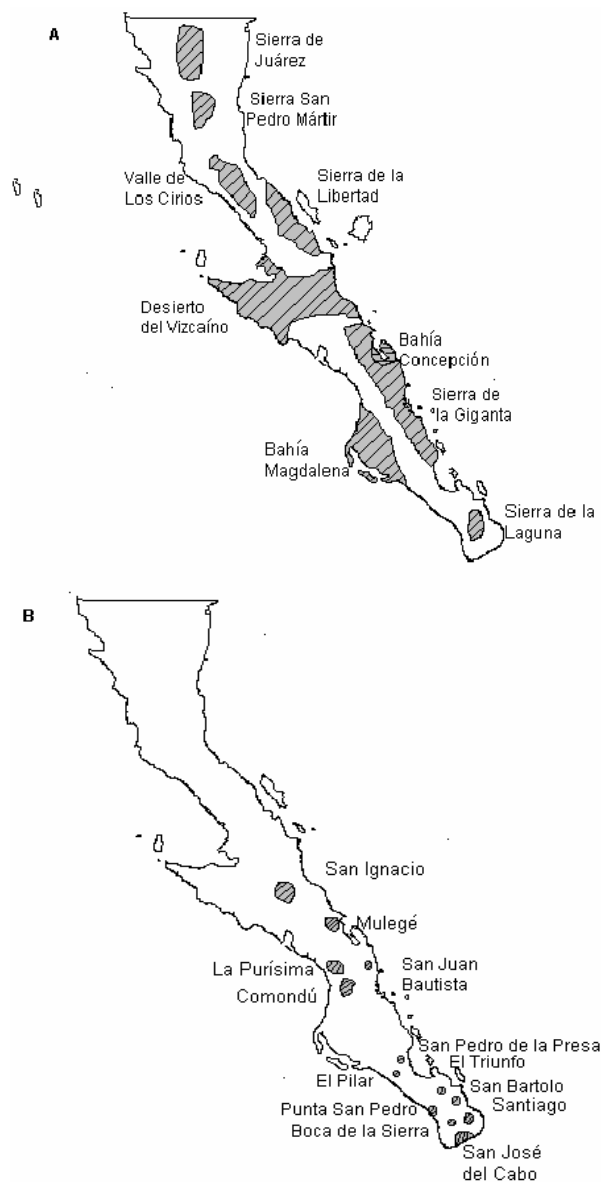 A
Sierra de
Juárez
Sierra San
Pedro Mártir
Valle de
Los Cirios
Sierra de la
Libertad
Desierto
del Vizcaíno
Bahía
Concepción
Sierra de
la Giganta
Bahía
Magdalena
Sierra de la
Laguna
B
San Ignacio
Mulegé
La Purísima
San Juan
Bautista
Comondú
San Pedro de la Presa
El Triunfo
El Pilar
San Bartolo
Santiago
Punta San Pedro
Boca de la Sierra
San José
del Cabo